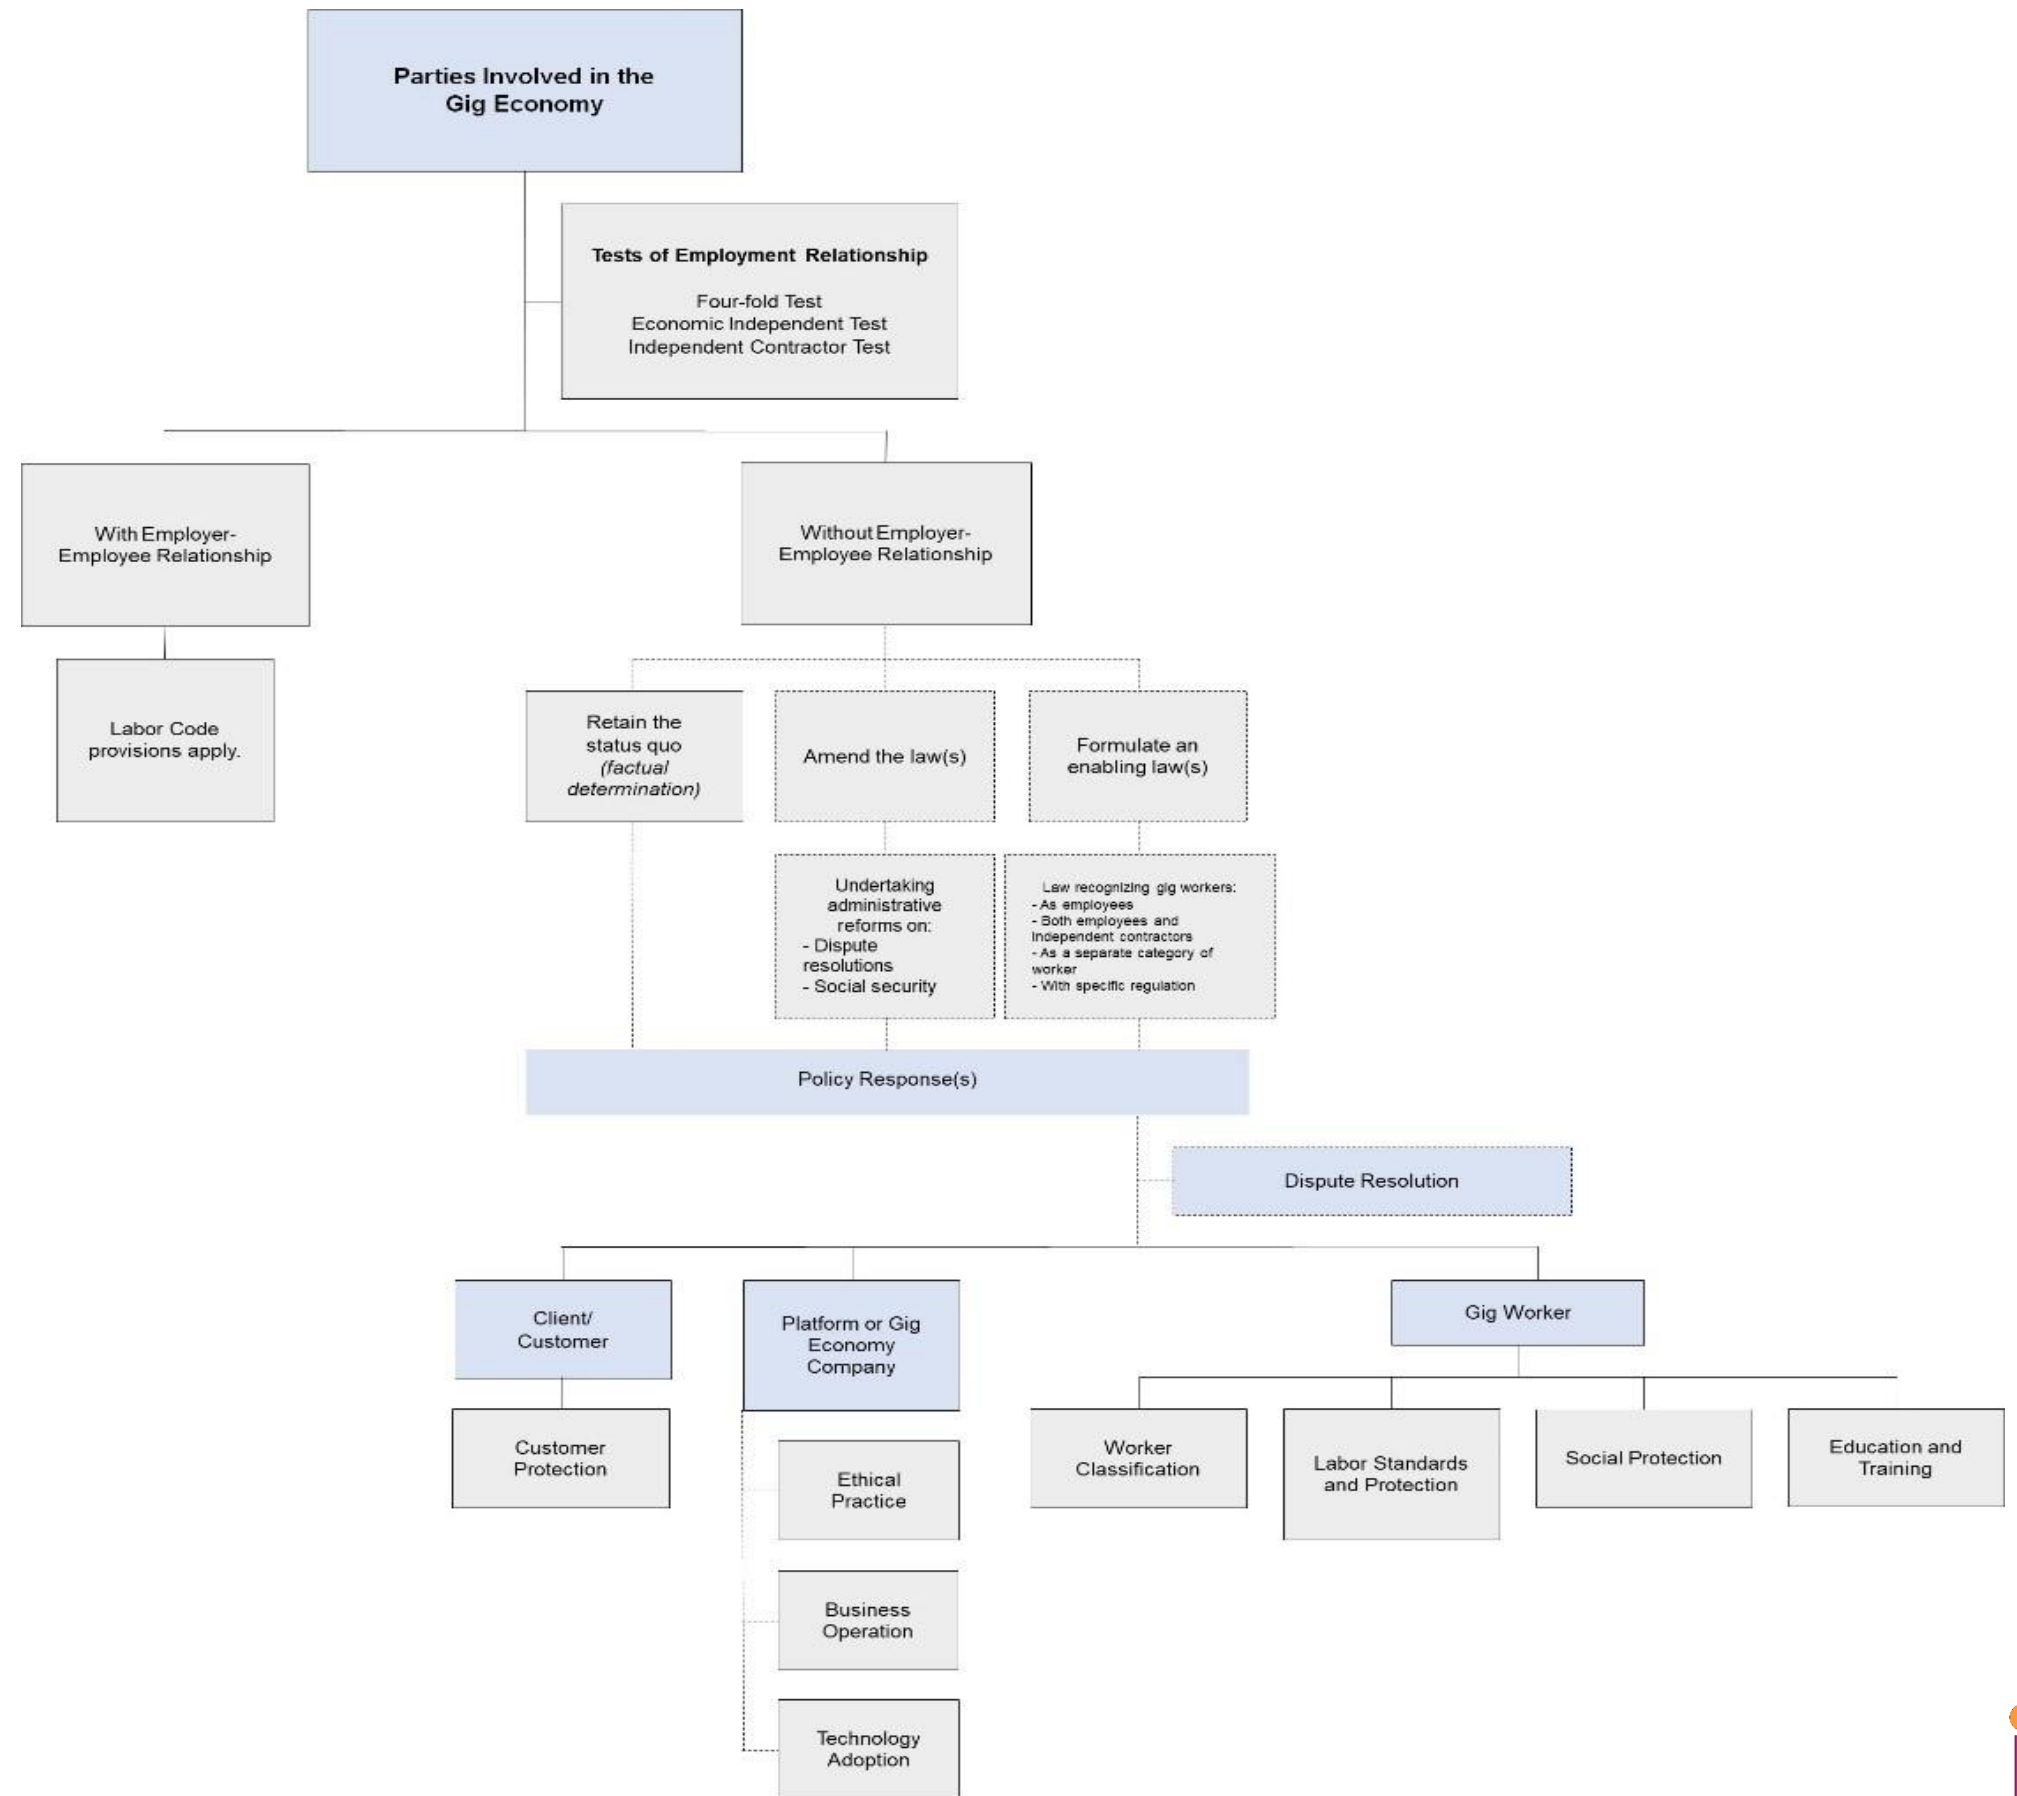 Parties Involved in the
Gig Economy
Tests of Employment Relationship
Four-fold Test
Economic Independent Test
Independent Contractor Test
With Employer-
Employee Relationship
Without Employer-
Employee Relationship
Labor Code
provisions apply.
Retain the
status quo
(factual
determination)
Amend the law(s)
Formulate an
enabling law(s)
Undertaking
administrative
reforms on:
- Dispute
resolutions
- Social security
Law recognizing gig workers:
- As employees
- Both employees and
Independent contractors
- As a separate category of
worker
- With specific regulation
Policy Response(s)
Dispute Resolution
Client/
Customer
Platform or Gig
Economy
Company
Gig Worker
Customer
Protection
Ethical
Practice
Business
Operation
Technology
Adoption
Worker
Classification
Labor Standards
and Protection
Social Protection
Education and
Training